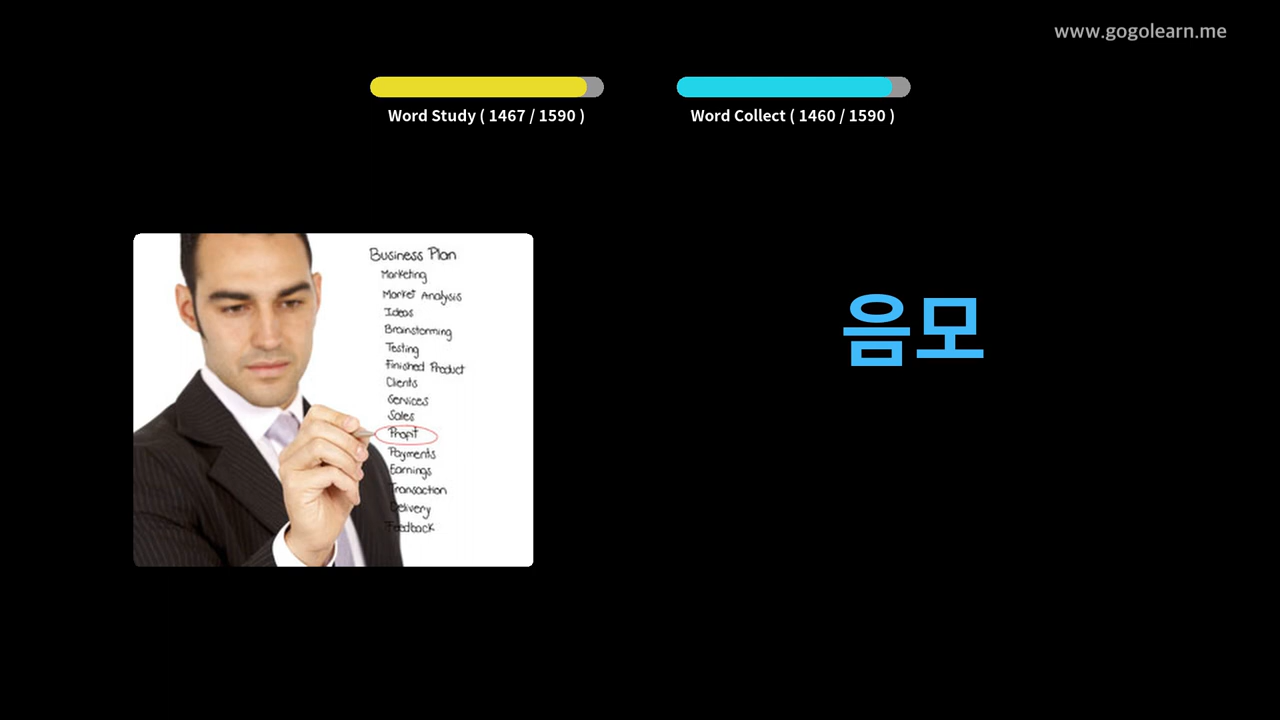 www.gogolearn.me
Word Study ( 1467 / 1590 )
Word Collect ( 1460 / 1590 )
Business Plan
Marketing
Market Analysis
Ideas
Brainstorming
Testing
Finished Product
Clients
Services
Sales
Profit
Payments
Earnings
Transaction
Delivery
Feedback
음모